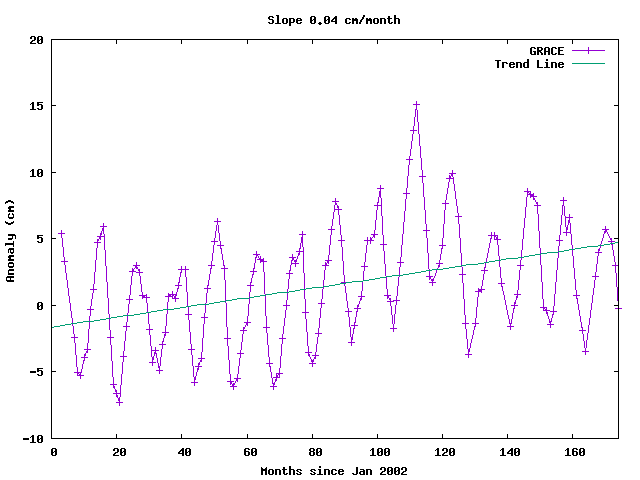 Slope 0.04 cm/month
GRACE
Trend Line
20
15
10
5
0
-5
-10
Anomaly (cm)
0 20 40 60 80 100 120 140 160
Months since Jan 2002